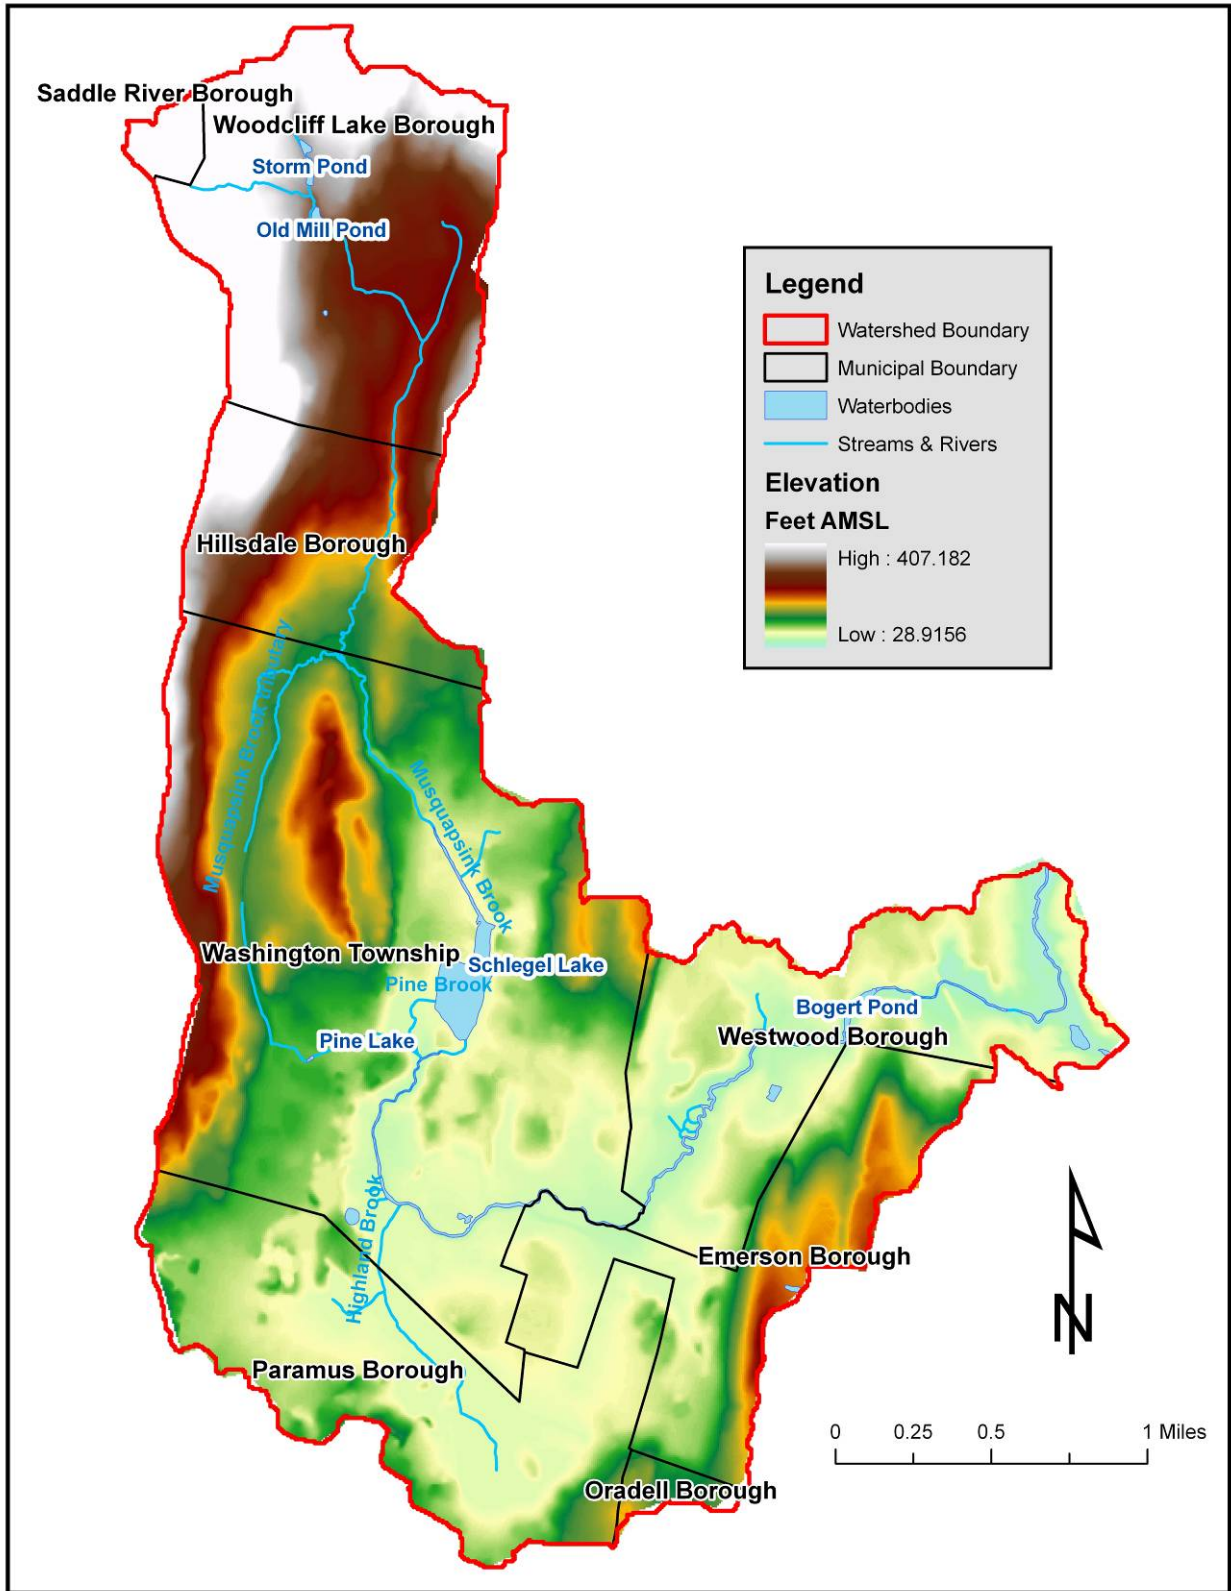 Saddle River Borough
Woodcliff Lake Borough
Storm Pond
Old Mill Pond
Legend
Watershed Boundary
Municipal Boundary
Waterbodies
Streams & Rivers
Elevation
Feet AMSL
High : 407.182
Low : 28.9156
Hillsdale Borough
Musquapsink Brook tributary
Musquapsink Brook
Washington Township
Schlegel Lake
Pine Brook
Bogert Pond
Pine Lake
Westwood Borough
Highland Brook
Emerson Borough
N
Paramus Borough
0 0.25 0.5 1 Miles
Oradell Borough